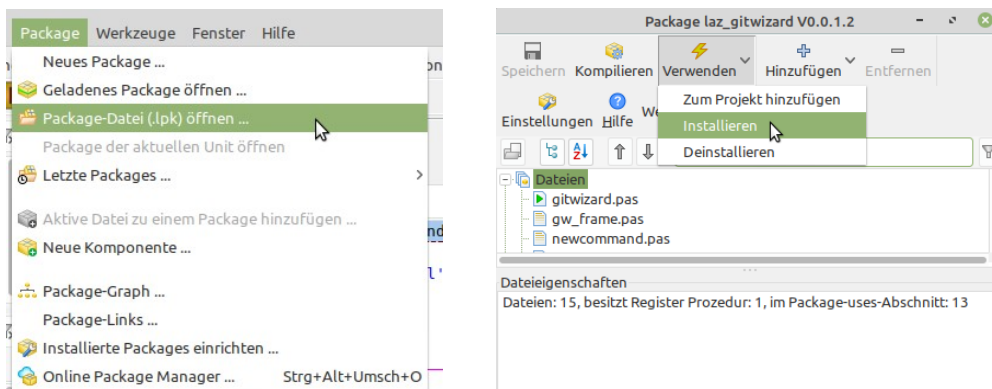 Package Werkzeuge Fenster Hilfe
Neues Package ...
Geladenes Package öffnen ...
Package-Datei (.lpk) öffnen ...
Package der aktuellen Unit öffnen
Letzte Packages ...
Aktive Datei zu einem Package hinzufügen ...
Neue Komponente ...
Package-Graph ...
Package-Links ...
Installierte Packages einrichten ...
Online Package Manager ... Strg+Alt+Umsch+O
Package laz_gitwizard V0.0.1.2
Speichern Kompilieren Verwenden Hinzufügen Entfernen
Einstellungen Hilfe
Zum Projekt hinzufügen
Installieren
Deinstallieren
Dateien
gitwizard.pas
gw_frame.pas
newcommand.pas
Dateieigenschaften
Dateien: 15, besitzt Register Prozedur: 1, im Package-uses-Abschnitt: 13